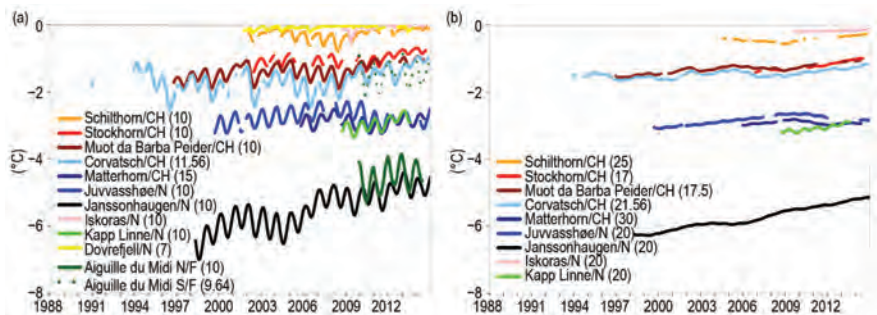 (a)
0
−2
−4
−6
−8
(°C)
Schilthorn/CH (10)
Stockhorn/CH (10)
Muot da Barba Peider/CH (10)
Corvatsch/CH (11.56)
Matterhorn/CH (15)
Juvvasshøe/N (10)
Janssonhaugen/N (10)
Iskoras/N (10)
Kapp Linne/N (10)
Dovrefjell/N (7)
Aiguille du Midi N/F (10)
Aiguille du Midi S/F (9.64)
1988 1991 1994 1997 2000 2003 2006 2009 2012
(b)
0
−2
−4
−6
−8
(°C)
Schilthorn/CH (25)
Stockhorn/CH (17)
Muot da Barba Peider/CH (17.5)
Corvatsch/CH (21.56)
Matterhorn/CH (30)
Juvvasshøe/N (20)
Janssonhaugen/N (20)
Iskoras/N (20)
Kapp Linne/N (20)
1988 1991 1994 1997 2000 2003 2006 2009 2012